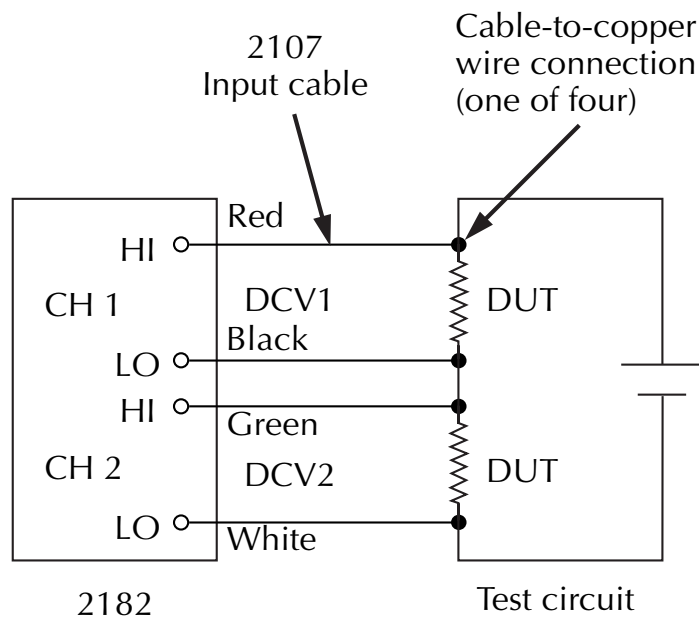 2107
Input cable
Cable-to-copper
wire connection
(one of four)
Red
HI
CH 1
DCV1
DUT
Black
LO
HI
Green
CH 2
DCV2
DUT
LO
White
2182
Test circuit